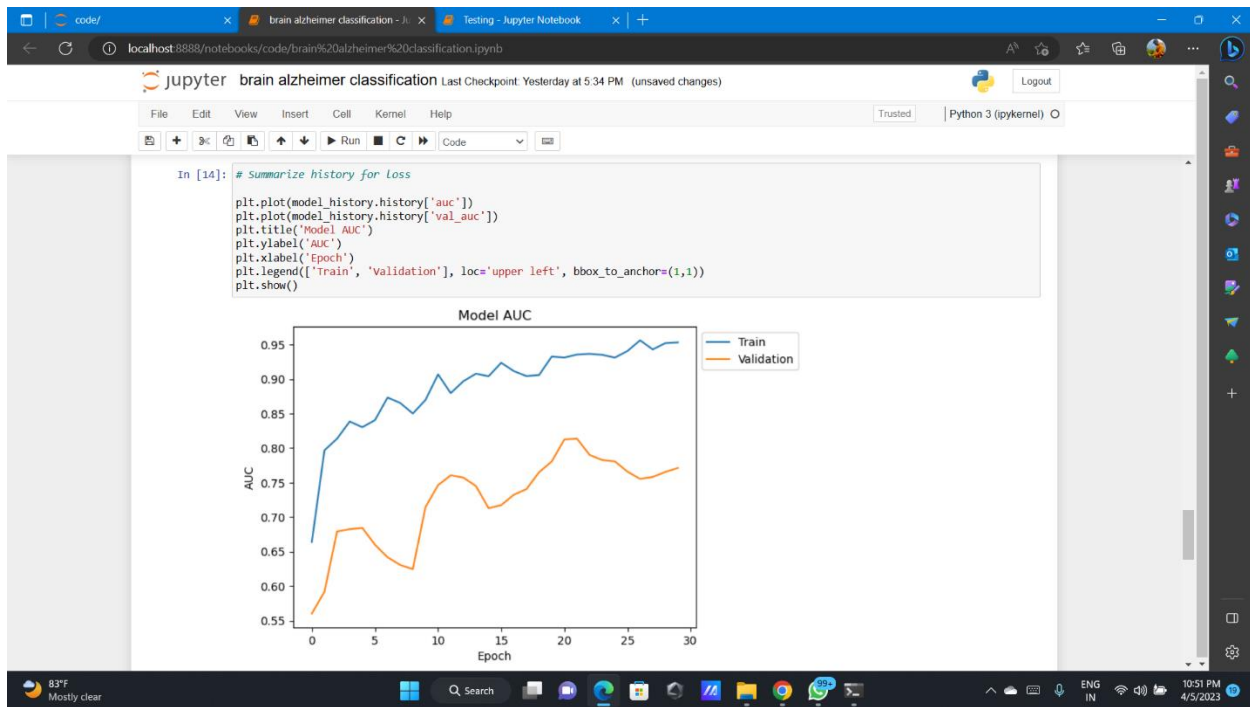 code/
brain alzheimer classification - Ju
Testing - Jupyter Notebook
localhost:8888/notebooks/code/brain%20alzheimer%20classification.ipynb
jupyter brain alzheimer classification Last Checkpoint: Yesterday at 5:34 PM (unsaved changes)
Logout
File Edit View Insert Cell Kernel Help
Trusted
Python 3 (ipykernel)
Run
Code
In [14]: # Summarize history for loss
plt.plot(model_history.history['auc'])
plt.plot(model_history.history['val_auc'])
plt.title('Model AUC')
plt.ylabel('AUC')
plt.xlabel('Epoch')
plt.legend(['Train', 'Validation'], loc='upper left', bbox_to_anchor=(1,1))
plt.show()
Model AUC
Train
Validation
0.95
0.90
0.85
0.80
0.75
0.70
0.65
0.60
0.55
AUC
0 5 10 15 20 25 30
Epoch
83°F
Mostly clear
Search
99+
ENG
IN
10:51 PM
4/5/2023
19